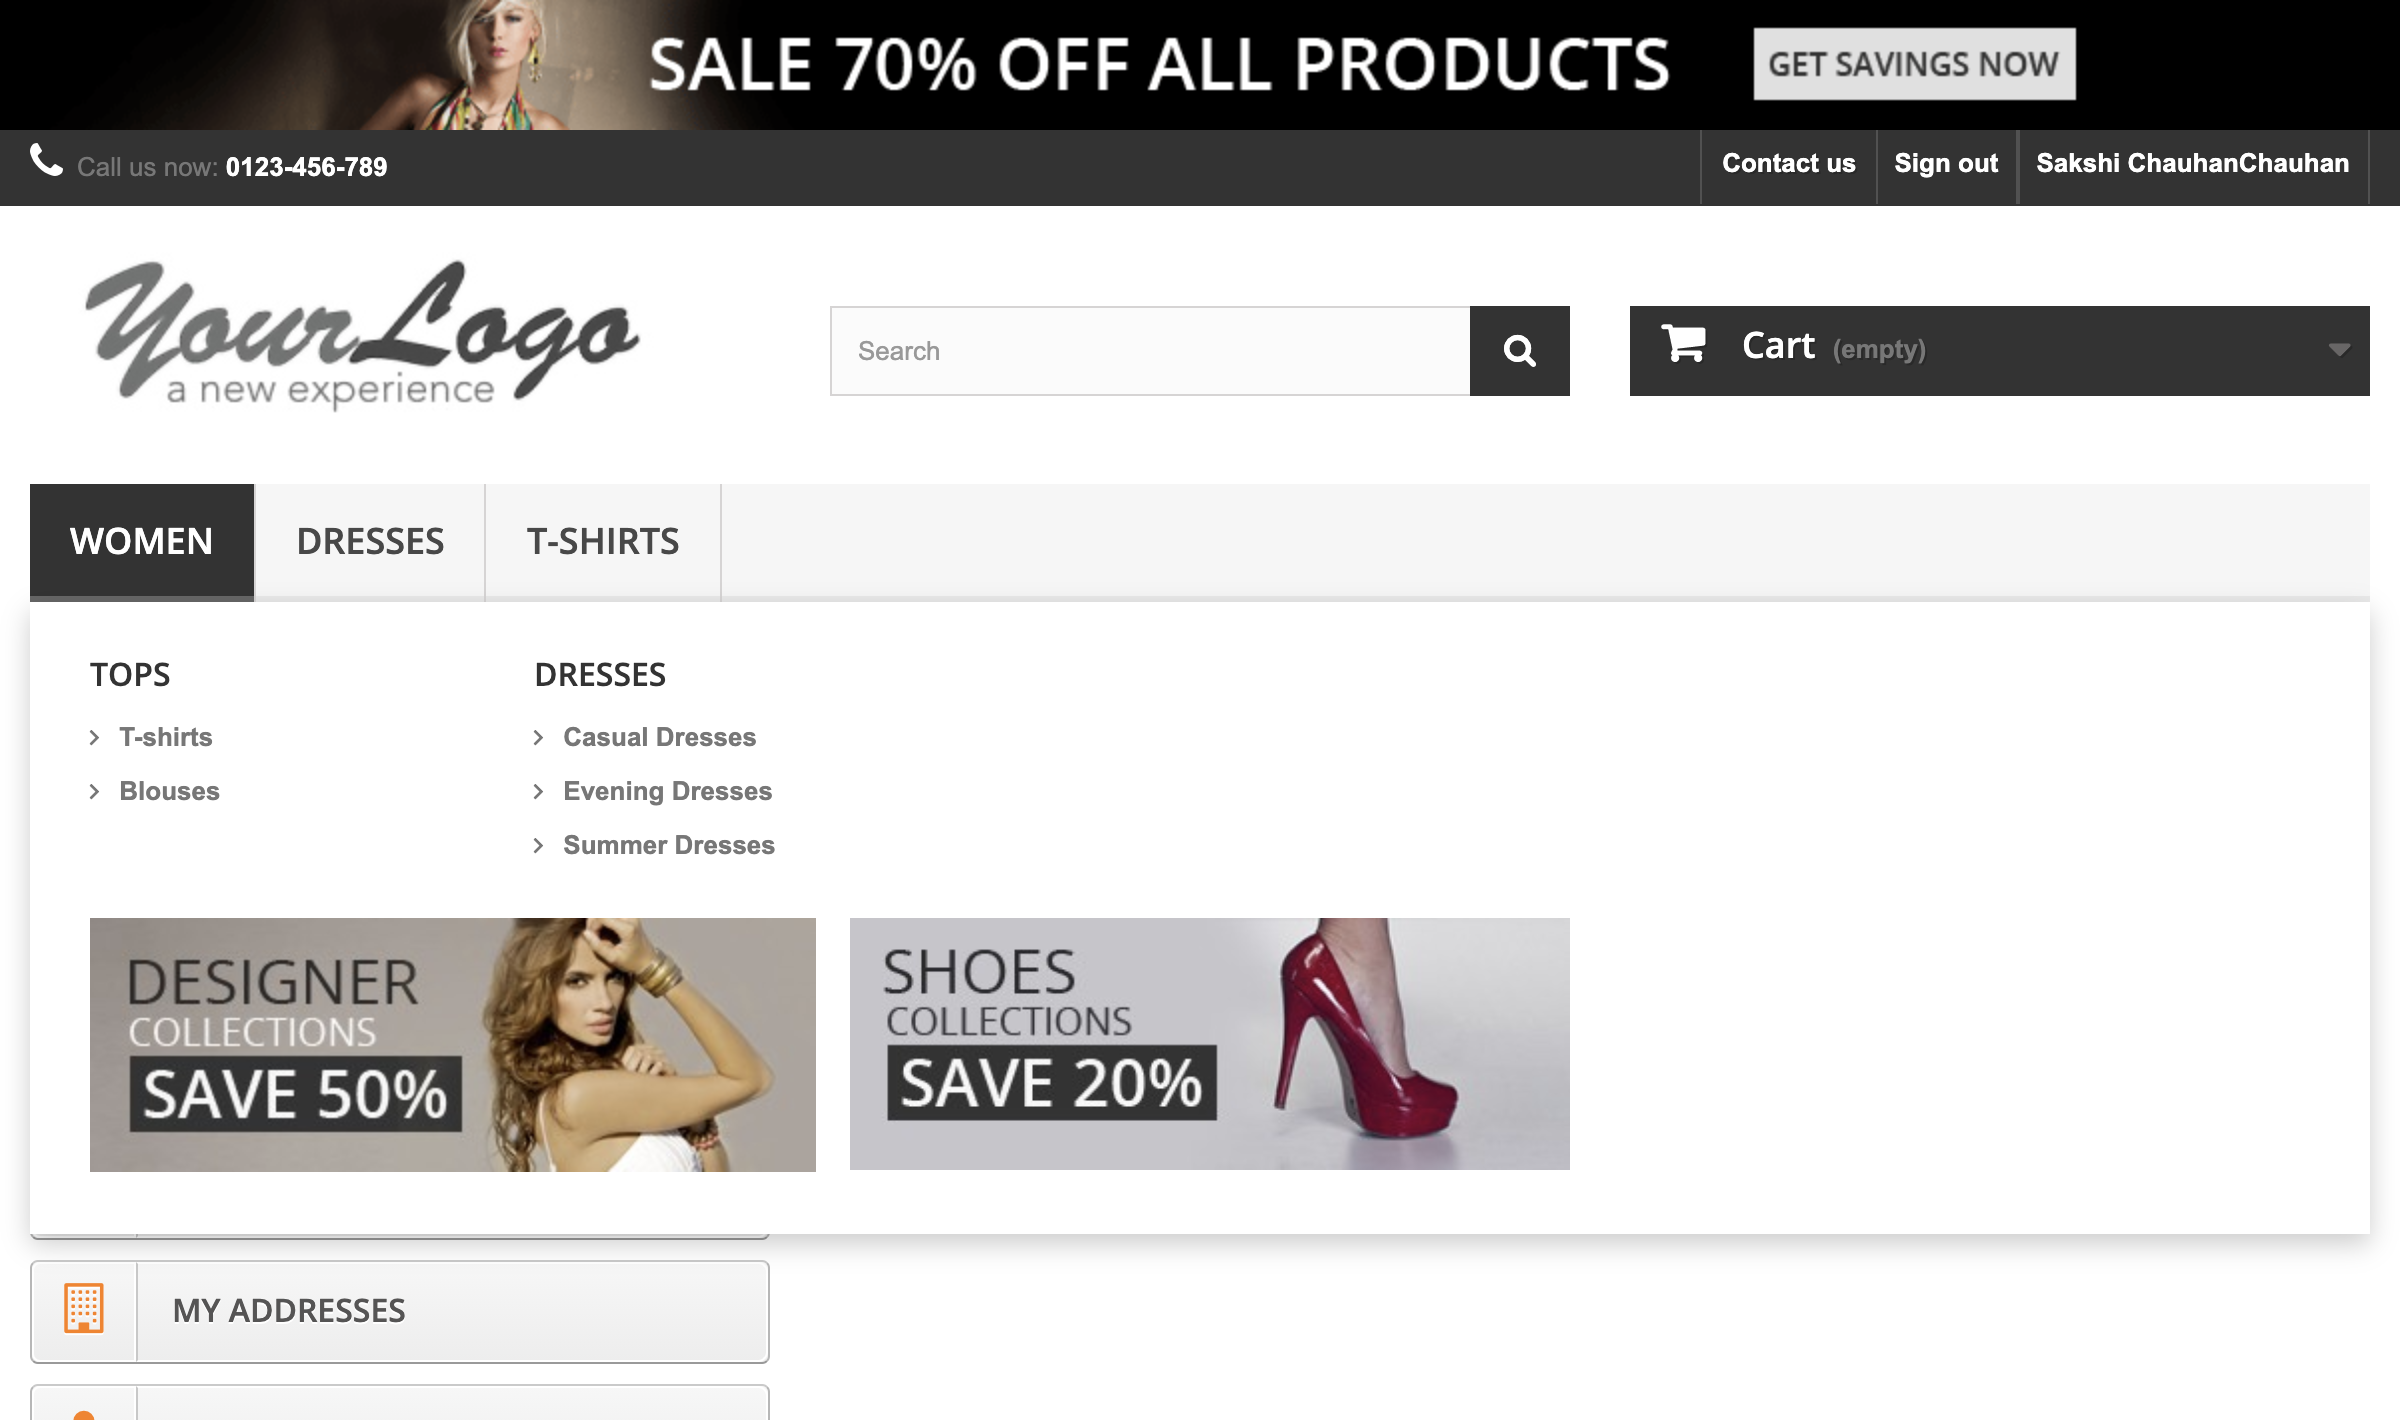 SALE 70% OFF ALL PRODUCTS
GET SAVINGS NOW
Call us now: 0123-456-789
Contact us
Sign out
Sakshi ChauhanChauhan
YourLogo
a new experience
Search
Cart (empty)
WOMEN
DRESSES
T-SHIRTS
TOPS
T-shirts
Blouses
DRESSES
Casual Dresses
Evening Dresses
Summer Dresses
DESIGNER
COLLECTIONS
SAVE 50%
SHOES
COLLECTIONS
SAVE 20%
MY ADDRESSES